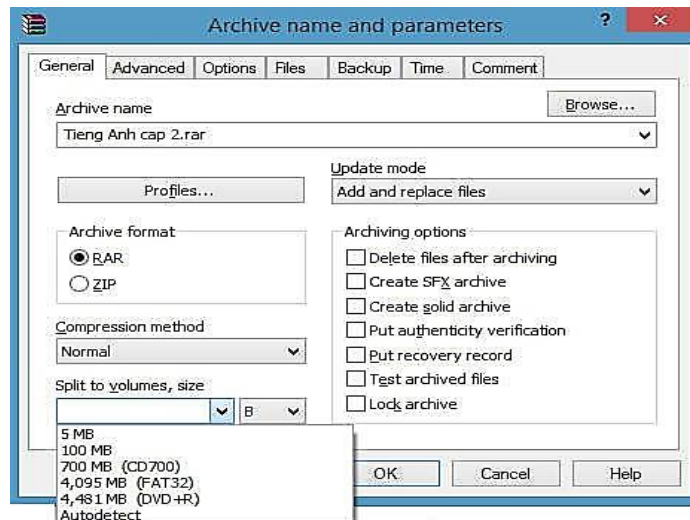 Archive name and parameters
?
General Advanced Options Files Backup Time Comment
Archive name
Browse...
Tieng Anh cap 2.rar
Profiles...
Update mode
Add and replace files
Archive format
RAR
ZIP
Compression method
Normal
Split to volumes, size
B
5 MB
100 MB
700 MB (CD700)
4,095 MB (FAT32)
4,481 MB (DVD+R)
Autodetect
Archiving options
Delete files after archiving
Create SFX archive
Create solid archive
Put authenticity verification
Put recovery record
Test archived files
Lock archive
OK Cancel Help